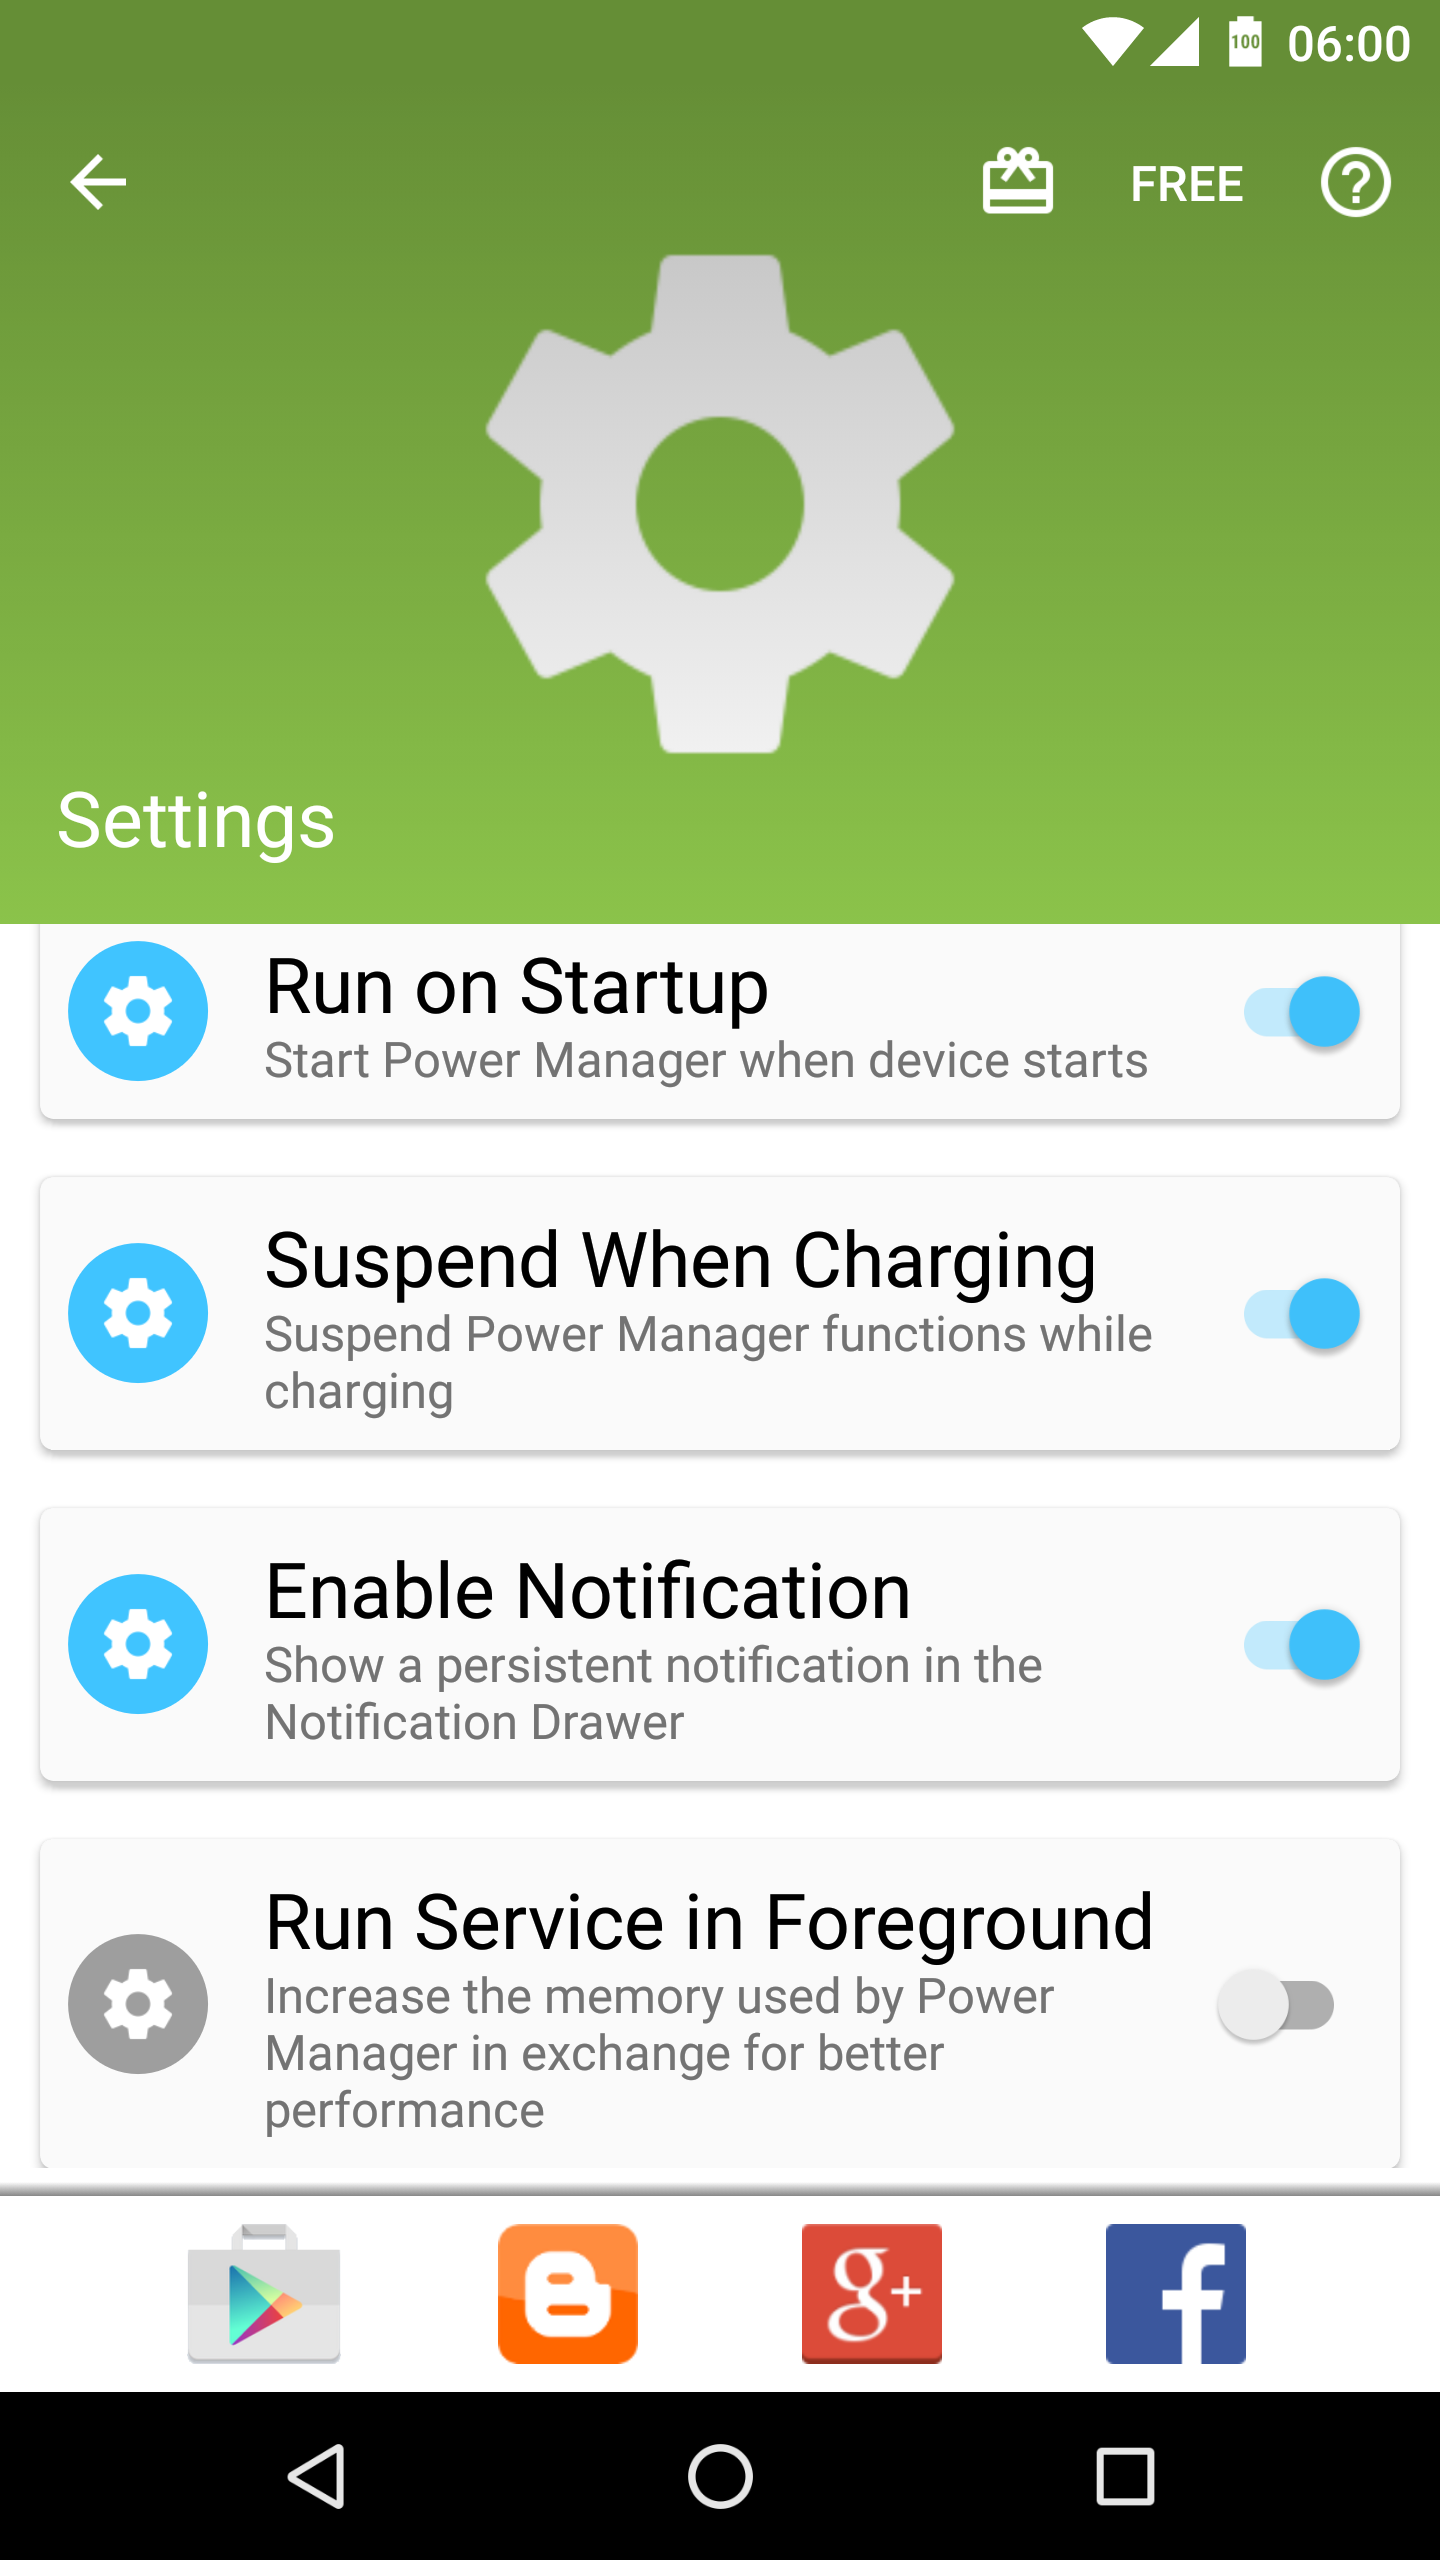 100 06:00
FREE
Settings
Run on Startup
Start Power Manager when device starts
Suspend When Charging
Suspend Power Manager functions while
charging
Enable Notification
Show a persistent notification in the
Notification Drawer
Run Service in Foreground
Increase the memory used by Power
Manager in exchange for better
performance
g+